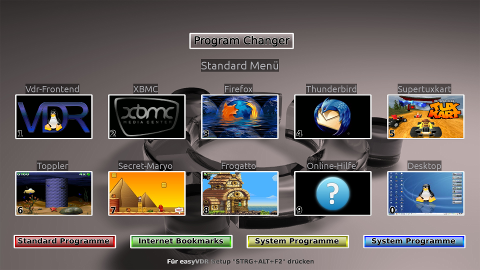 Program Changer
Standard Menü
Vdr-Frontend
XBMC
Firefox
Thunderbird
Supertuxkart
VDR
xbmc
MEDIA CENTER
TUX
KART
1
2
3
4
5
Toppler
Secret-Maryo
Frogatto
Online-Hilfe
Desktop
?
6
7
8
9
0
Standard Programme
Internet Bookmarks
System Programme
System Programme
Für easyVDR Setup "STRG+ALT+F2" drücken